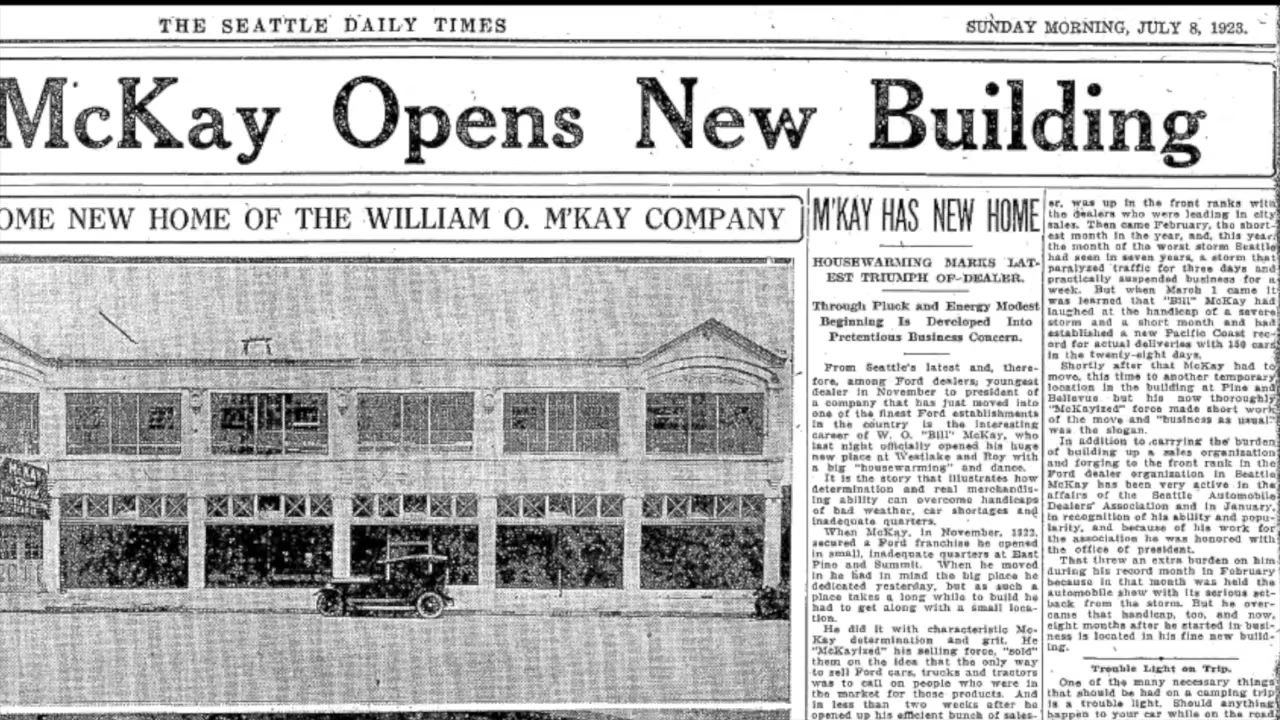 THE SEATTLE DAILY TIMES
SUNDAY MORNING, JULY 8, 1923.
McKay Opens New Building
OME NEW HOME OF THE WILLIAM O. M'KAY COMPANY
M'KAY HAS NEW HOME
HOUSEWARMING MARKS LAT-
EST TRIUMPH OF DEALER.
Through Pluck and Energy Modest
Beginning Is Developed Into
Pretentious Business Concern.
From Seattle's latest and, there-
fore, among Ford dealers, youngest
dealer in November to president of
a company that has just moved into
one of the finest Ford establishments
in the country is the interesting
career of W. O. "Bill" McKay, who
last night officially opened his huge
new place at Westlake and Roy with
a big "housewarming" and dance.
It is the story that illustrates how
determination and real merchandis-
ing ability can overcome handicaps
of bad weather, car shortages and
inadequate quarters.
When McKay, in November, 1922,
secured a Ford franchise he opened
in small, inadequate quarters at East
Pine and Summit. When he moved
in he had in mind the big place he
dedicated yesterday, but as such a
place takes a long while to build he
had to get along with a small loca-
tion.
He did it with characteristic Mc-
Kay determination and grit. He
"McKayized" his selling force, "sold"
them on the idea that the only way
to sell Ford cars, trucks and tractors
was to call on people who were in
the market for those products. And
in less than two weeks after he
opened up his efficient bunch of sales-
er, was up in the front ranks with
the dealers who were leading in city
sales. Then came February, the short-
est month in the year, and, this year,
the month of the worst storm Seattle
had seen in seven years, a storm that
paralyzed traffic for three days and
practically suspended business for a
week. But when March 1 came it
was learned that "Bill" McKay had
laughed at the handicap of a severe
storm and a short month and had
established a new Pacific Coast rec-
ord for actual deliveries with 150 cars
in the twenty-eight days.
Shortly after that McKay had to
move, this time to another temporary
location in the building at Pine and
Bellevue but his now thoroughly
"McKayized" force made short work
of the move and "business as usual"
was the slogan.
In addition to carrying the burden
of building up a sales organization
and forging to the front rank in the
Ford dealer organization in Seattle
McKay has been very active in the
affairs of the Seattle Automobile
Dealers' Association and in January,
in recognition of his ability and popu-
larity, and because of his work for
the association he was honored with
the office of president.
That threw an extra burden on him
during his record month in February
because in that month was held the
automobile show with its serious set-
back from the storm. But he over-
came that handicap, too, and now,
eight months after he started in busi-
ness is located in his fine new build-
ing.
Trouble Light on Trip.
One of the many necessary things
that should be had on a camping trip
is a trouble light. Should anything
happen to your car while on the road